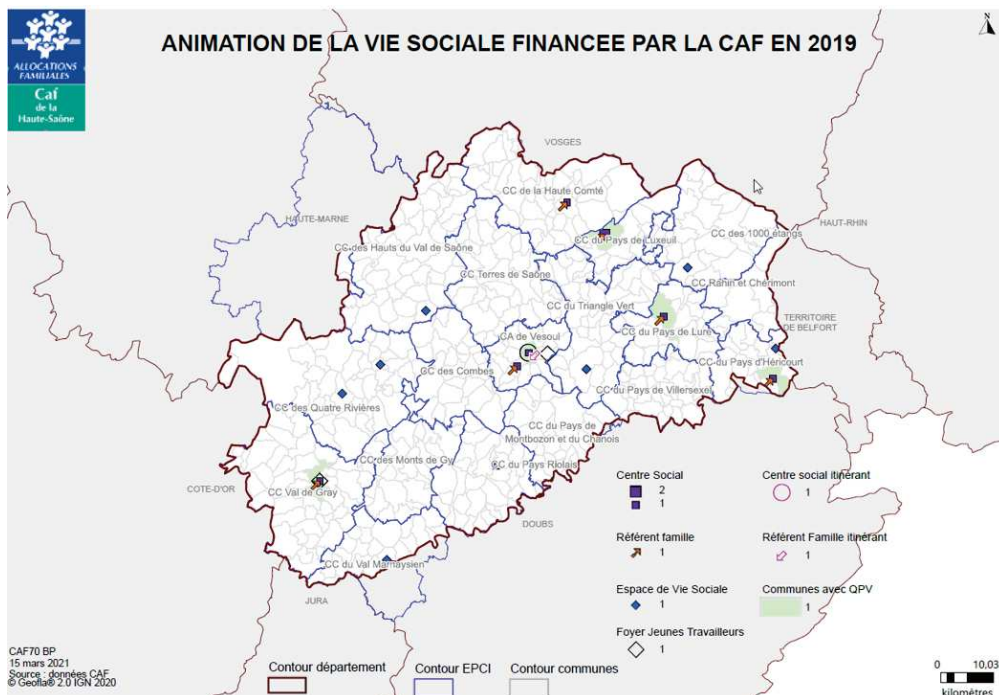 ALLOCATIONS
FAMILIALES
Caf
de la
Haute-Saône
ANIMATION DE LA VIE SOCIALE FINANCEE PAR LA CAF EN 2019
N
VOSGES
CC de la Haute Comté
HAUTE-MARNE
HAUT-RHIN
CC des 1000 étangs
CC du Pays de Luxeuil
CC des Hauts du Val de Saône
CC Terres de Saône
CC Rahin et Chérimont
CC du Triangle Vert
TERRITOIRE
DE BELFORT
CC du Pays de Lure
CA de Vesoul
CC du Pays d'Héricourt
CC des Combes
CC du Pays de Villersexel
CC des Quatre Rivières
CC du Pays de
Montbozon et du Chanois
CC des Monts de Gy
CC du Pays Riolais
COTE-D'OR
CC Val de Gray
DOUBS
CC du Val Marnaysien
JURA
Centre Social
2
1
Centre social itinérant
1
Référent famille
1
Référent Famille itinérant
1
Espace de Vie Sociale
1
Communes avec QPV
1
Foyer Jeunes Travailleurs
1
CAF70 BP
15 mars 2021
Source : données CAF
© Geofla® 2.0 IGN 2020
Contour département
Contour EPCI
Contour communes
0 10,03
kilomètres